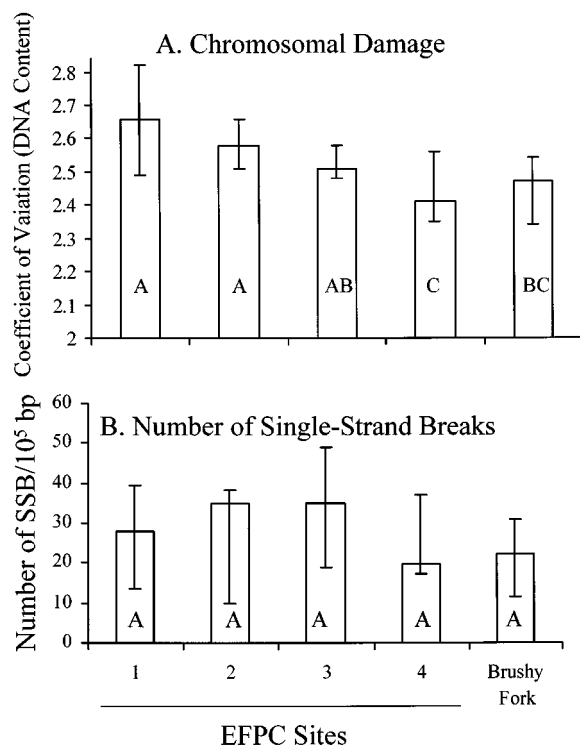 A. Chromosomal Damage
Coefficient of Vaiation (DNA Content)
2.8
2.7
2.6
2.5
2.4
2.3
2.2
2.1
2
A A AB C BC
B. Number of Single-Strand Breaks
Number of SSB/10⁵ bp
60
50
40
30
20
10
0
A A A A A
1 2 3 4 Brushy
Fork
EFPC Sites